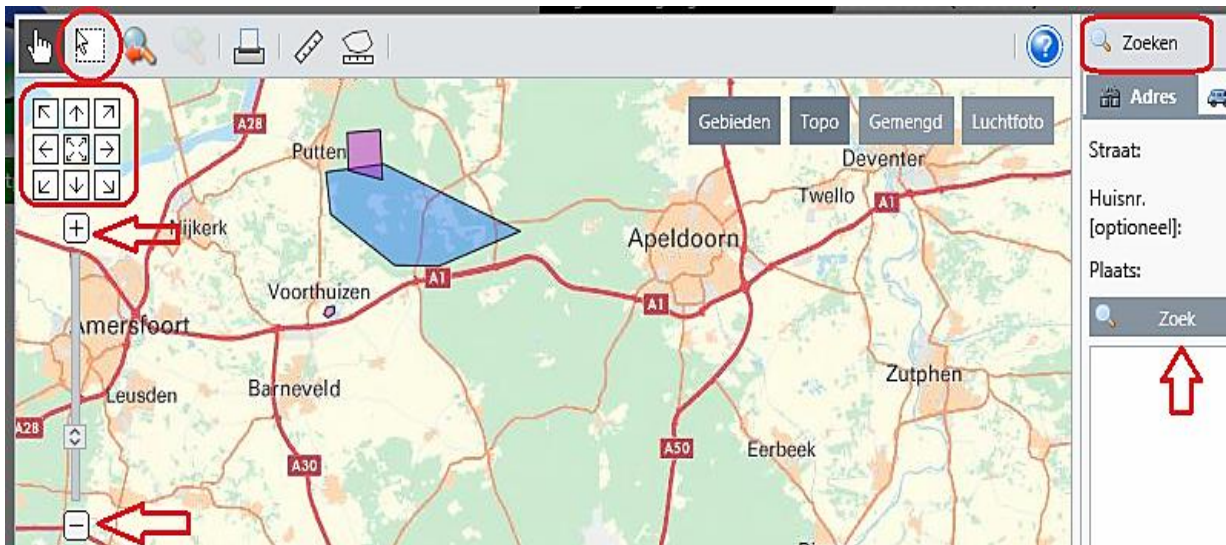 Zoeken
Adres
Gebieden Topo Gemengd Luchtfoto
A28
Putten
Deventer
Straat:
Twello
A1
Huisnr.
[optioneel]:
Nijkerk
Apeldoorn
Plaats:
A1
Voorthuizen
A1
Zoek
Amersfoort
Leusden
Barneveld
Zutphen
A28
A30
A50
Eerbeek